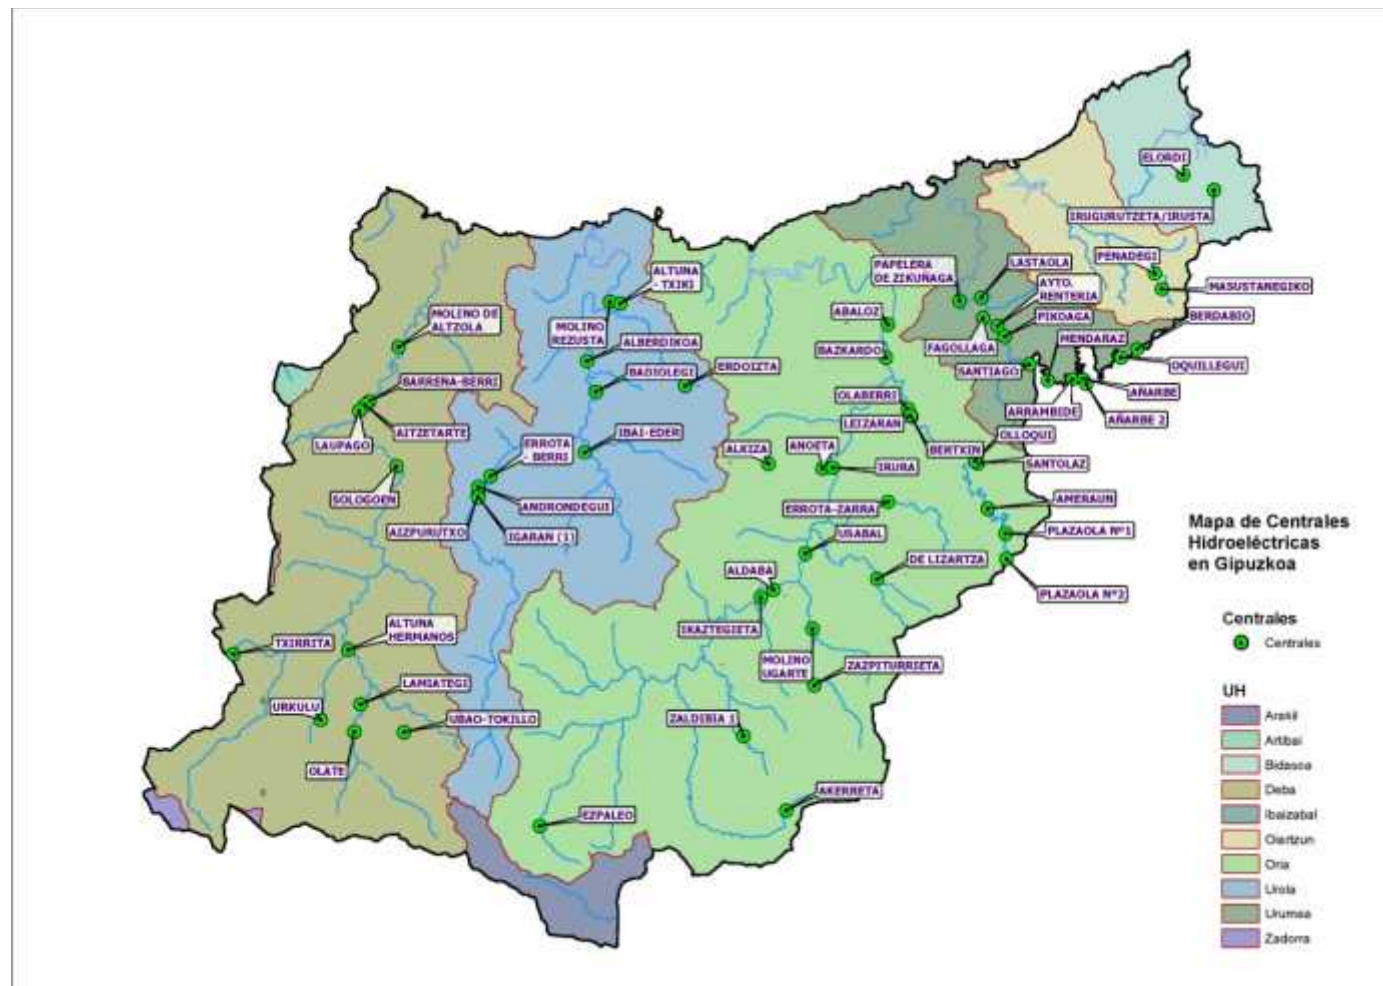 ELORDI
IRUGURUTZETA/IRUSTA
PENADEGI
MASUSTANEGIKO
BERDABIO
OQUILLEGUI
PAPELERA
DE ZIKUÑAGA
LASTAOLA
AYTO.
RENTERIA
PIKOAGA
FAGOLLAGA
MENDARAZ
SANTIAGO
ARRAMBIDE
AÑARBE
AÑARBE 2
ALTUNA
- TXIKI
MOLINO
REZUSTA
ALBERDIKOA
BADIOLEGI
ERDOIZTA
MOLINO DE
ALTZOLA
BARRENA-BERRI
AITZETARTE
LAUPAGO
SOLOGOEN
ERROTA
- BERRI
IBAI-EDER
ANDRONDEGUI
AIZPURUTXO
IGARAN (1)
ABALOZ
BAZKARDO
OLABERRI
LEIZARAN
BERTXIN
OLLOQUI
SANTOLAZ
ALKIZA
ANOETA
IRURA
ERROTA-ZARRA
AMERAUN
USABAL
PLAZAOLA Nº1
DE LIZARTZA
PLAZAOLA Nº2
ALDABA
IKAZTEGIETA
MOLINO
UGARTE
ZAZPITURRIETA
TXIRRITA
ALTUNA
HERMANOS
LAMIATEGI
URKULU
UBAO-TOKILLO
OLATE
ZALDIBIA 1
EZPALEO
AKERRETA
Mapa de Centrales
Hidroeléctricas
en Gipuzkoa
Centrales
Centrales
UH
Arakil
Artibai
Bidasoa
Deba
Ibaizabal
Oiartzun
Oria
Urola
Urumea
Zadorra